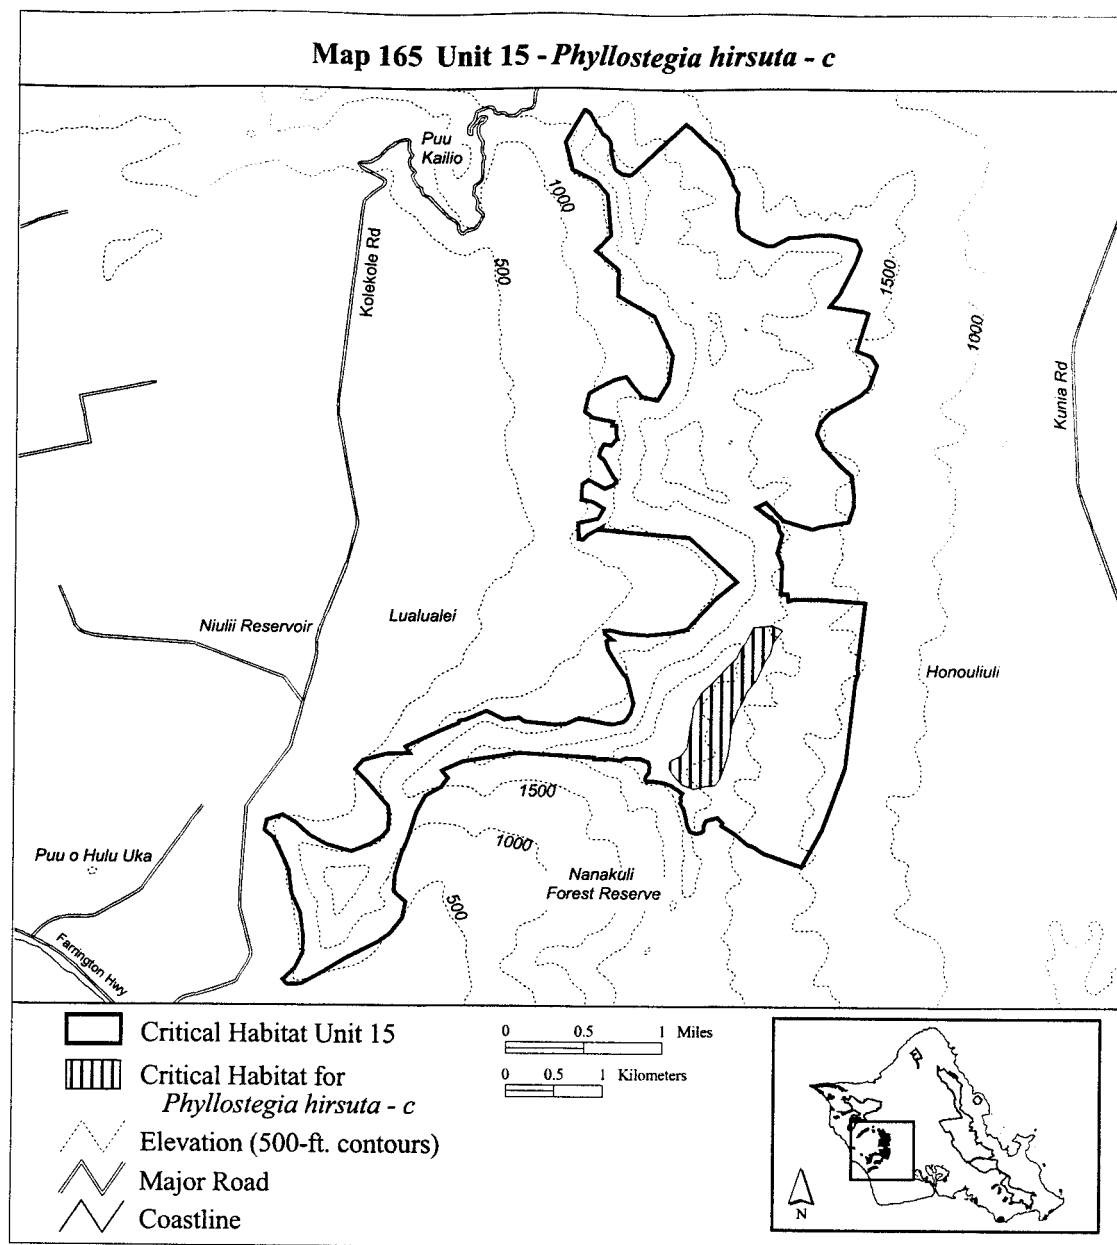 Map 165 Unit 15 - Phyllostegia hirsuta - c
Puu
Kailio
1000
Kolekole Rd
500
1500
1000
Kunia Rd
Niulii Reservoir
Lualualei
Honouliuli
1500
1000
Puu o Hulu Uka
Nanakuli
Forest Reserve
500
Farrington Hwy
Critical Habitat Unit 15
Critical Habitat for
Phyllostegia hirsuta - c
Elevation (500-ft. contours)
Major Road
Coastline
0 0.5 1 Miles
0 0.5 1 Kilometers
N